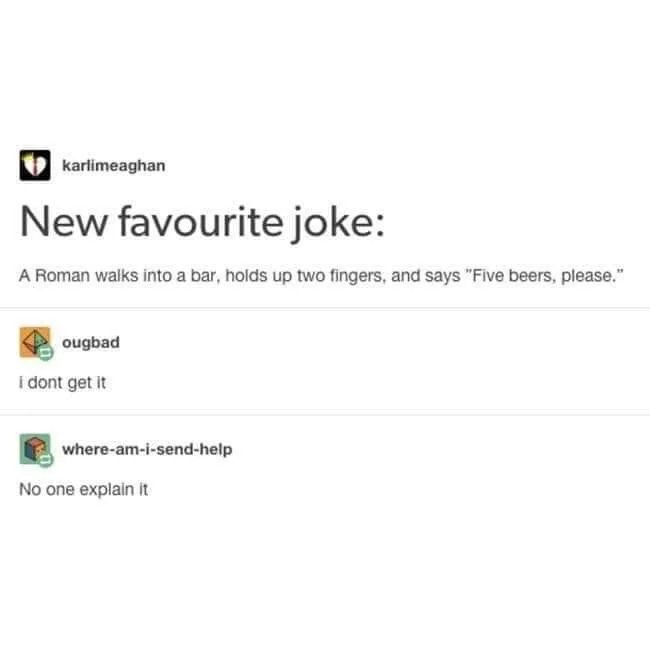 karlimeaghan
New favourite joke:
A Roman walks into a bar, holds up two fingers, and says "Five beers, please."
ougbad
i dont get it
where-am-i-send-help
No one explain it